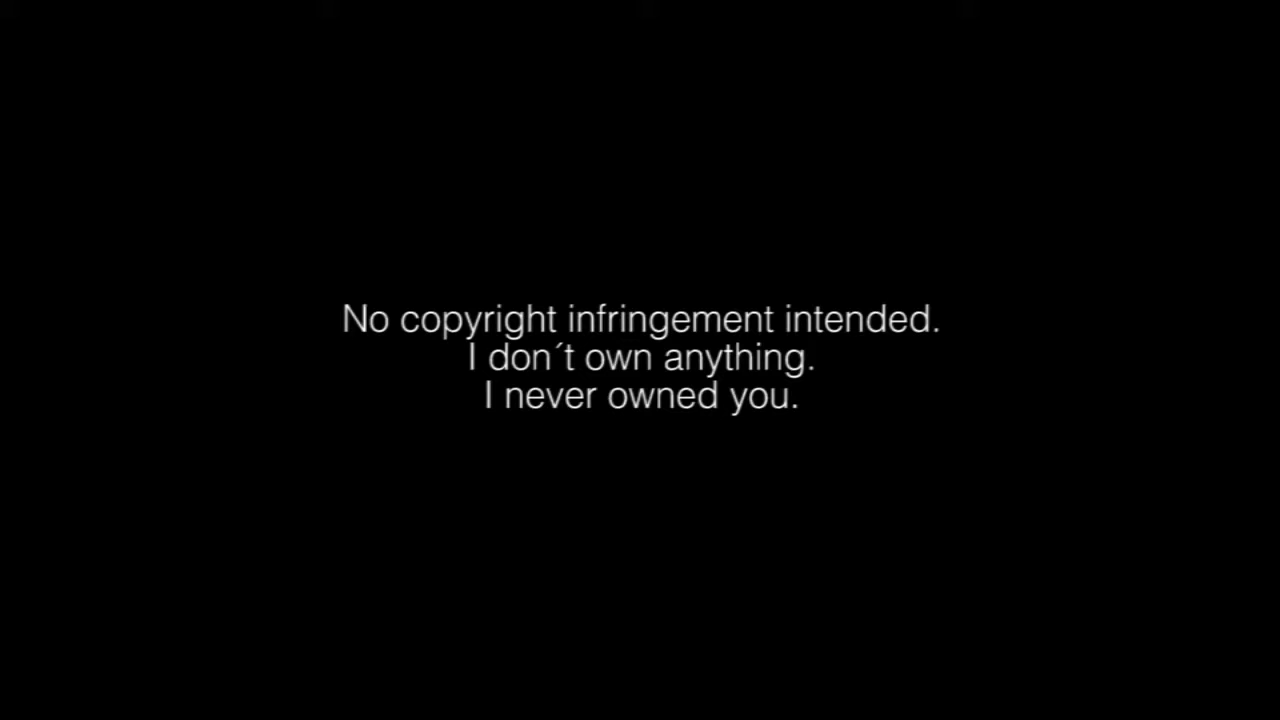 No copyright infringement intended.
I don´t own anything.
I never owned you.